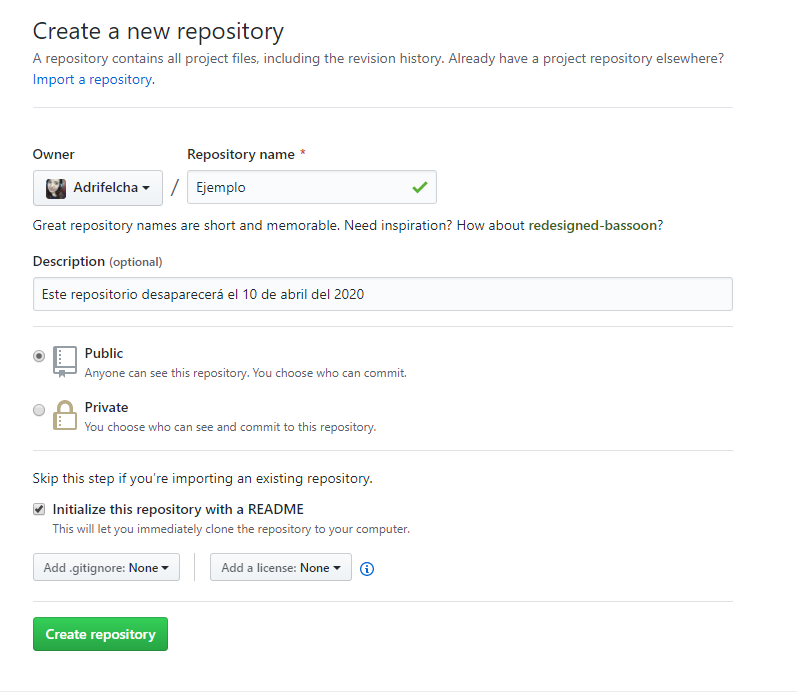 Create a new repository
A repository contains all project files, including the revision history. Already have a project repository elsewhere?
Import a repository.
Owner Repository name *
Adrifelcha / Ejemplo
Great repository names are short and memorable. Need inspiration? How about redesigned-bassoon?
Description (optional)
Este repositorio desaparecerá el 10 de abril del 2020
Public
Anyone can see this repository. You choose who can commit.
Private
You choose who can see and commit to this repository.
Skip this step if you're importing an existing repository.
Initialize this repository with a README
This will let you immediately clone the repository to your computer.
Add .gitignore: None Add a license: None
Create repository